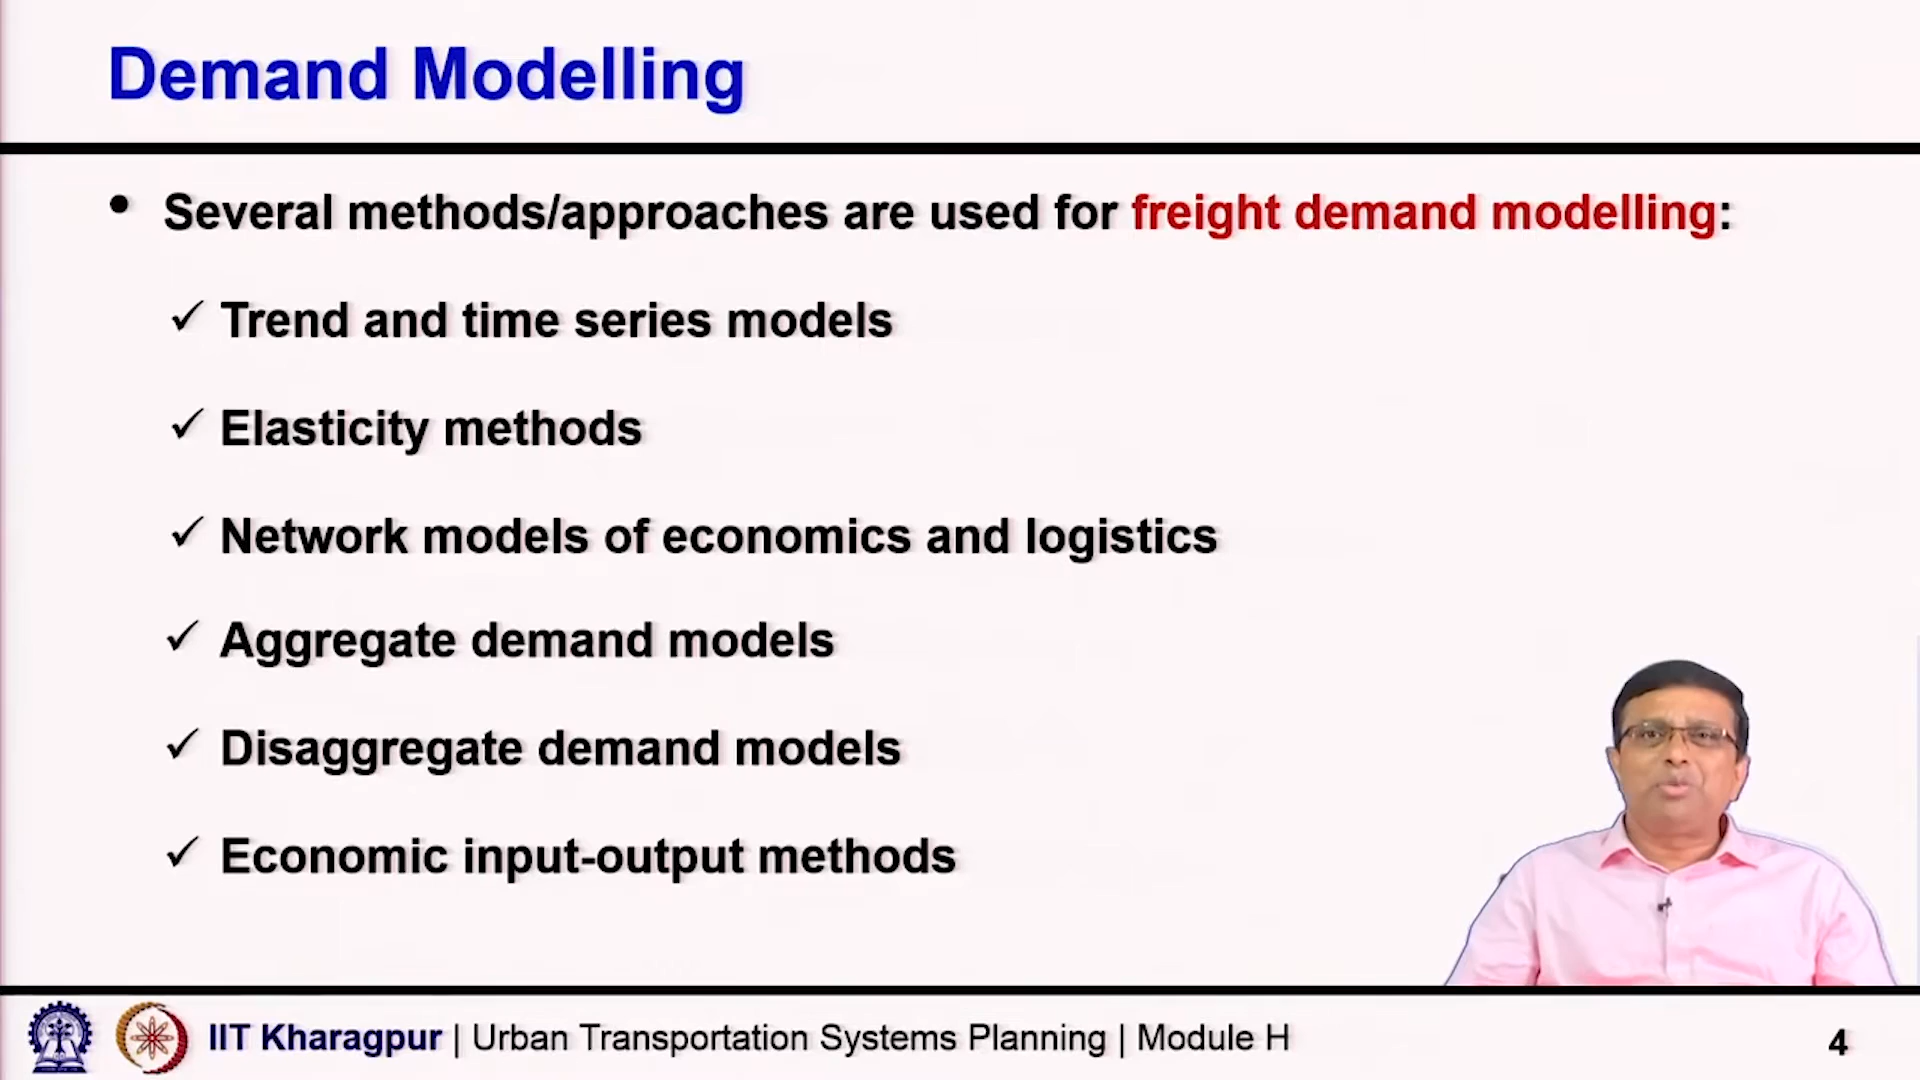 Demand Modelling
• Several methods/approaches are used for freight demand modelling:
✓ Trend and time series models
✓ Elasticity methods
✓ Network models of economics and logistics
✓ Aggregate demand models
✓ Disaggregate demand models
✓ Economic input-output methods
IIT Kharagpur | Urban Transportation Systems Planning | Module H
4